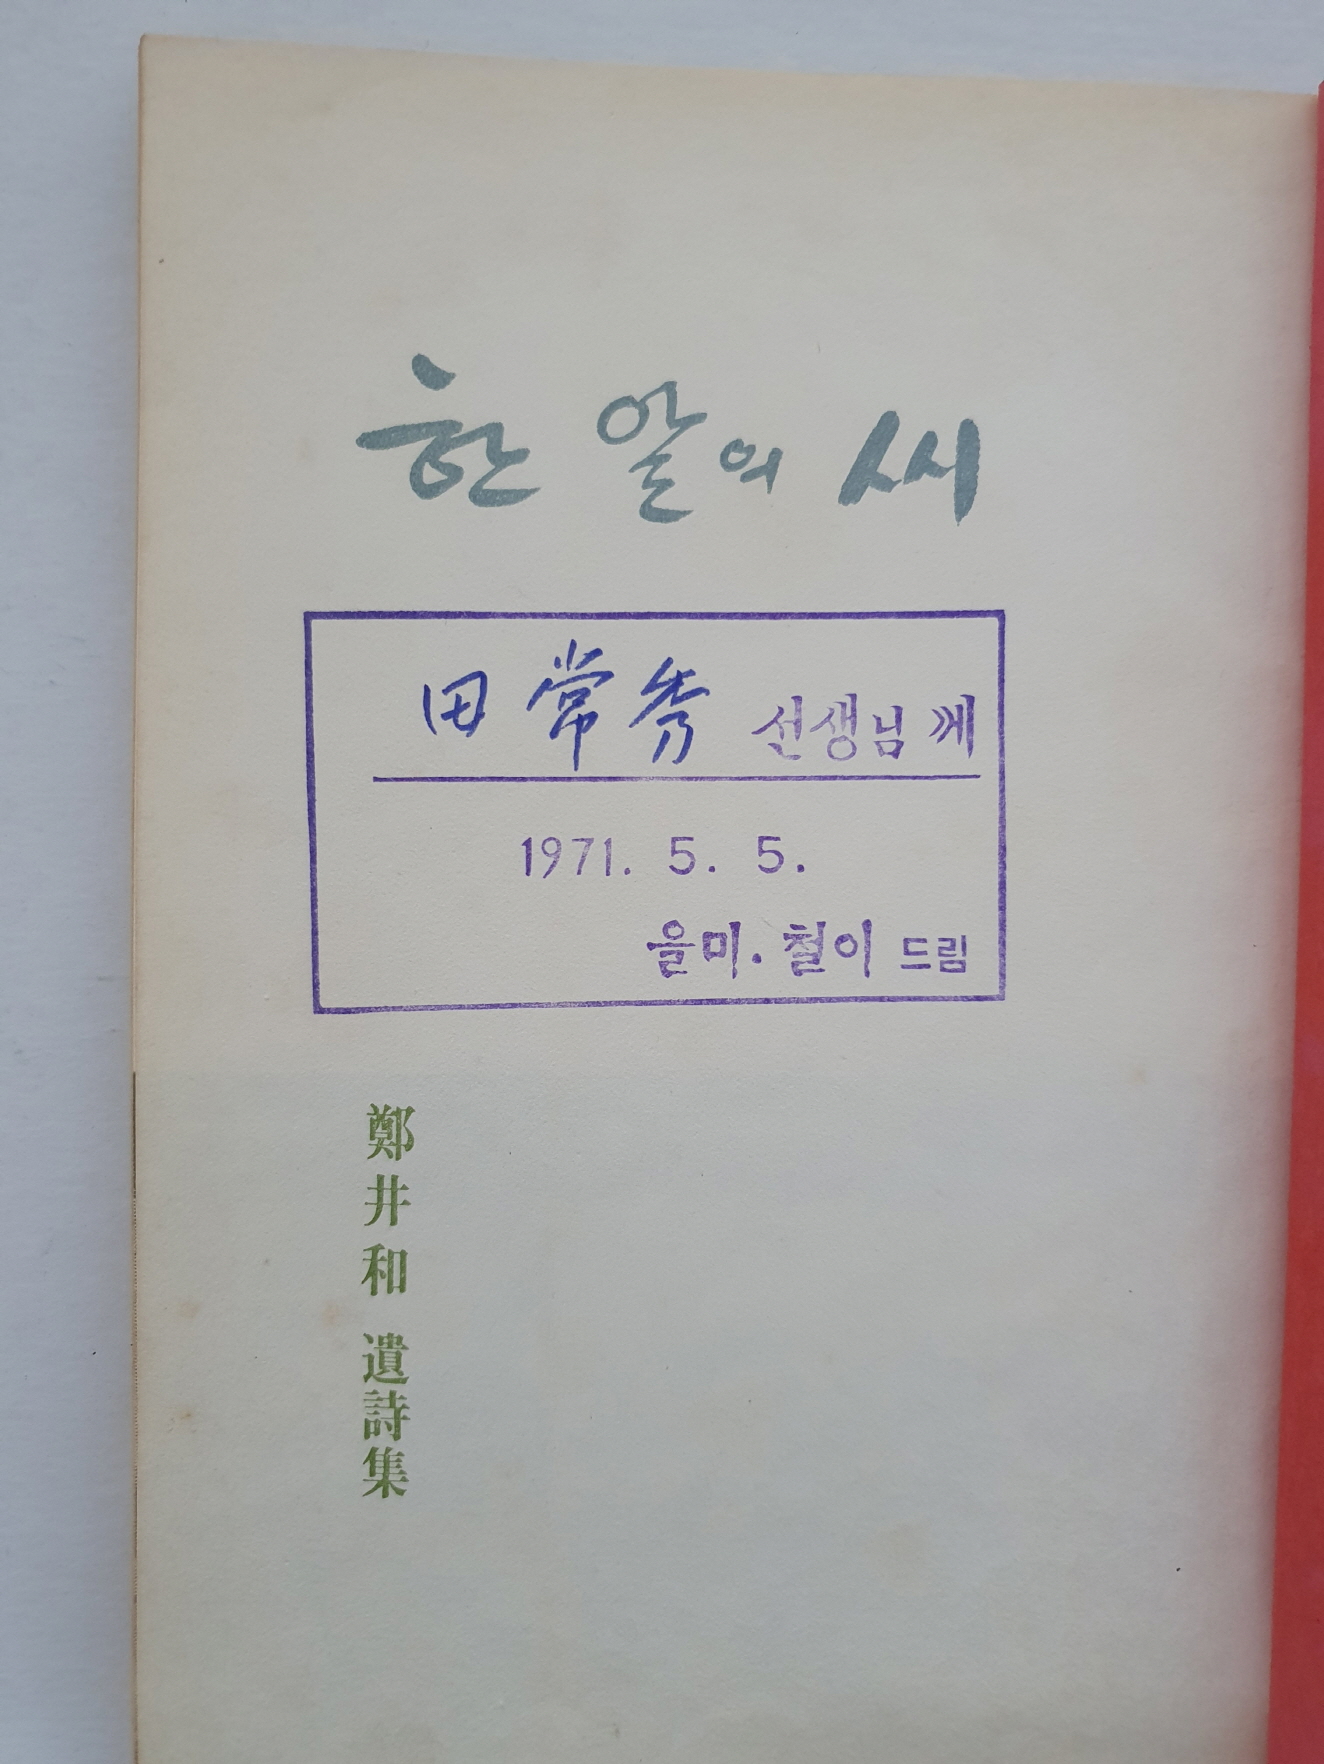 한 알의 씨
田常秀 선생님께
1971. 5. 5.
을미. 철이 드림
鄭井和 遺詩集